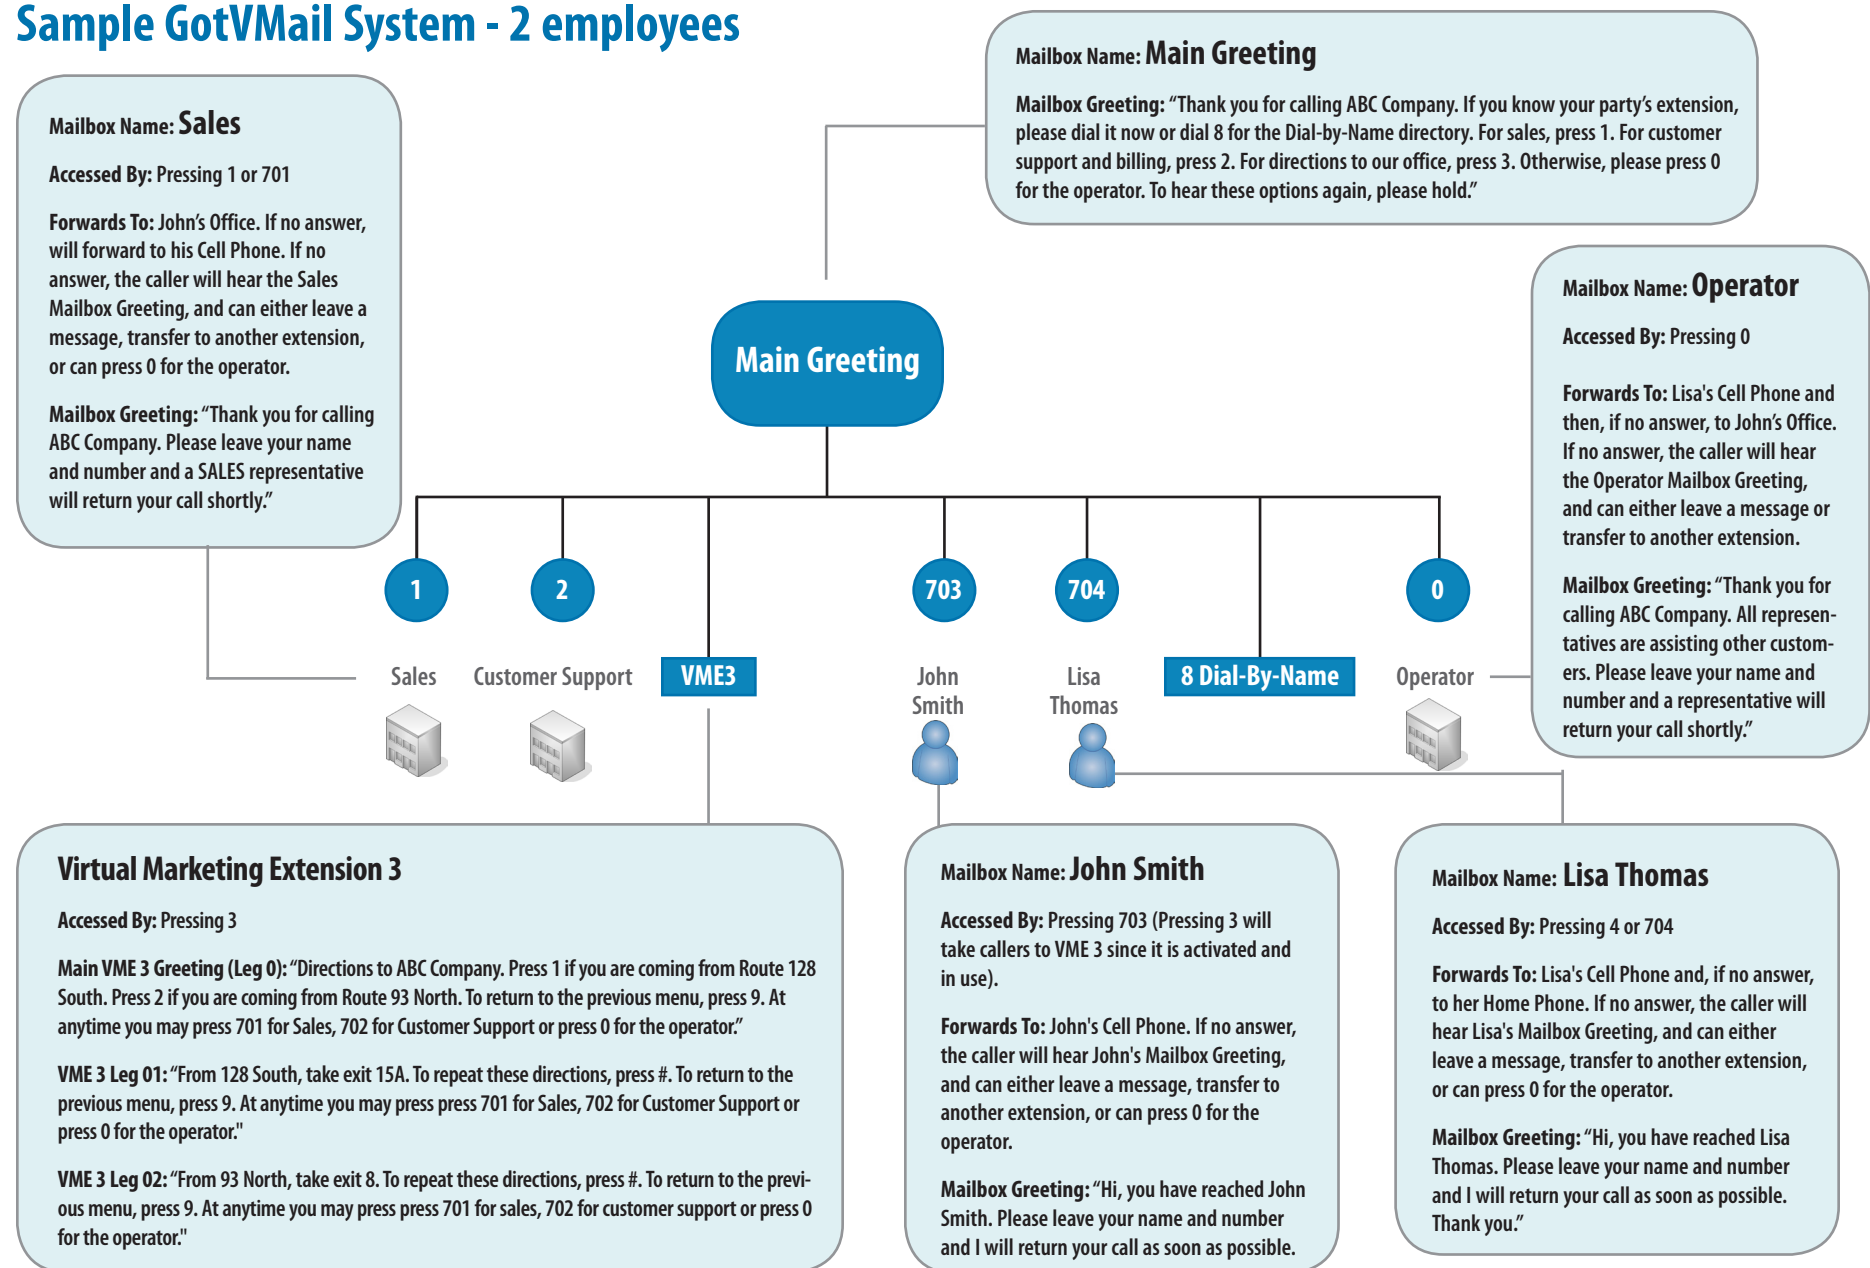 Sample GotVMail System - 2 employees
Mailbox Name: Main Greeting
Mailbox Greeting: “Thank you for calling ABC Company. If you know your party’s extension,
please dial it now or dial 8 for the Dial-by-Name directory. For sales, press 1. For customer
support and billing, press 2. For directions to our office, press 3. Otherwise, please press 0
for the operator. To hear these options again, please hold.”
Mailbox Name: Sales
Accessed By: Pressing 1 or 701
Forwards To: John’s Office. If no answer,
will forward to his Cell Phone. If no
answer, the caller will hear the Sales
Mailbox Greeting, and can either leave a
message, transfer to another extension,
or can press 0 for the operator.
Mailbox Greeting: “Thank you for calling
ABC Company. Please leave your name
and number and a SALES representative
will return your call shortly.”
Main Greeting
Mailbox Name: Operator
Accessed By: Pressing 0
Forwards To: Lisa's Cell Phone and
then, if no answer, to John’s Office.
If no answer, the caller will hear
the Operator Mailbox Greeting,
and can either leave a message or
transfer to another extension.
Mailbox Greeting: “Thank you for
calling ABC Company. All represen-
tatives are assisting other custom-
ers. Please leave your name and
number and a representative will
return your call shortly.”
1
2
703
704
0
Sales
Customer Support
VME3
John
Smith
Lisa
Thomas
8 Dial-By-Name
Operator
Virtual Marketing Extension 3
Accessed By: Pressing 3
Main VME 3 Greeting (Leg 0): “Directions to ABC Company. Press 1 if you are coming from Route 128
South. Press 2 if you are coming from Route 93 North. To return to the previous menu, press 9. At
anytime you may press 701 for Sales, 702 for Customer Support or press 0 for the operator.”
VME 3 Leg 01: “From 128 South, take exit 15A. To repeat these directions, press #. To return to the
previous menu, press 9. At anytime you may press press 701 for Sales, 702 for Customer Support or
press 0 for the operator."
VME 3 Leg 02: “From 93 North, take exit 8. To repeat these directions, press #. To return to the previ-
ous menu, press 9. At anytime you may press press 701 for sales, 702 for customer support or press 0
for the operator."
Mailbox Name: John Smith
Accessed By: Pressing 703 (Pressing 3 will
take callers to VME 3 since it is activated and
in use).
Forwards To: John's Cell Phone. If no answer,
the caller will hear John's Mailbox Greeting,
and can either leave a message, transfer to
another extension, or can press 0 for the
operator.
Mailbox Greeting: “Hi, you have reached John
Smith. Please leave your name and number
and I will return your call as soon as possible.
Mailbox Name: Lisa Thomas
Accessed By: Pressing 4 or 704
Forwards To: Lisa's Cell Phone and, if no answer,
to her Home Phone. If no answer, the caller will
hear Lisa's Mailbox Greeting, and can either
leave a message, transfer to another extension,
or can press 0 for the operator.
Mailbox Greeting: “Hi, you have reached Lisa
Thomas. Please leave your name and number
and I will return your call as soon as possible.
Thank you.”